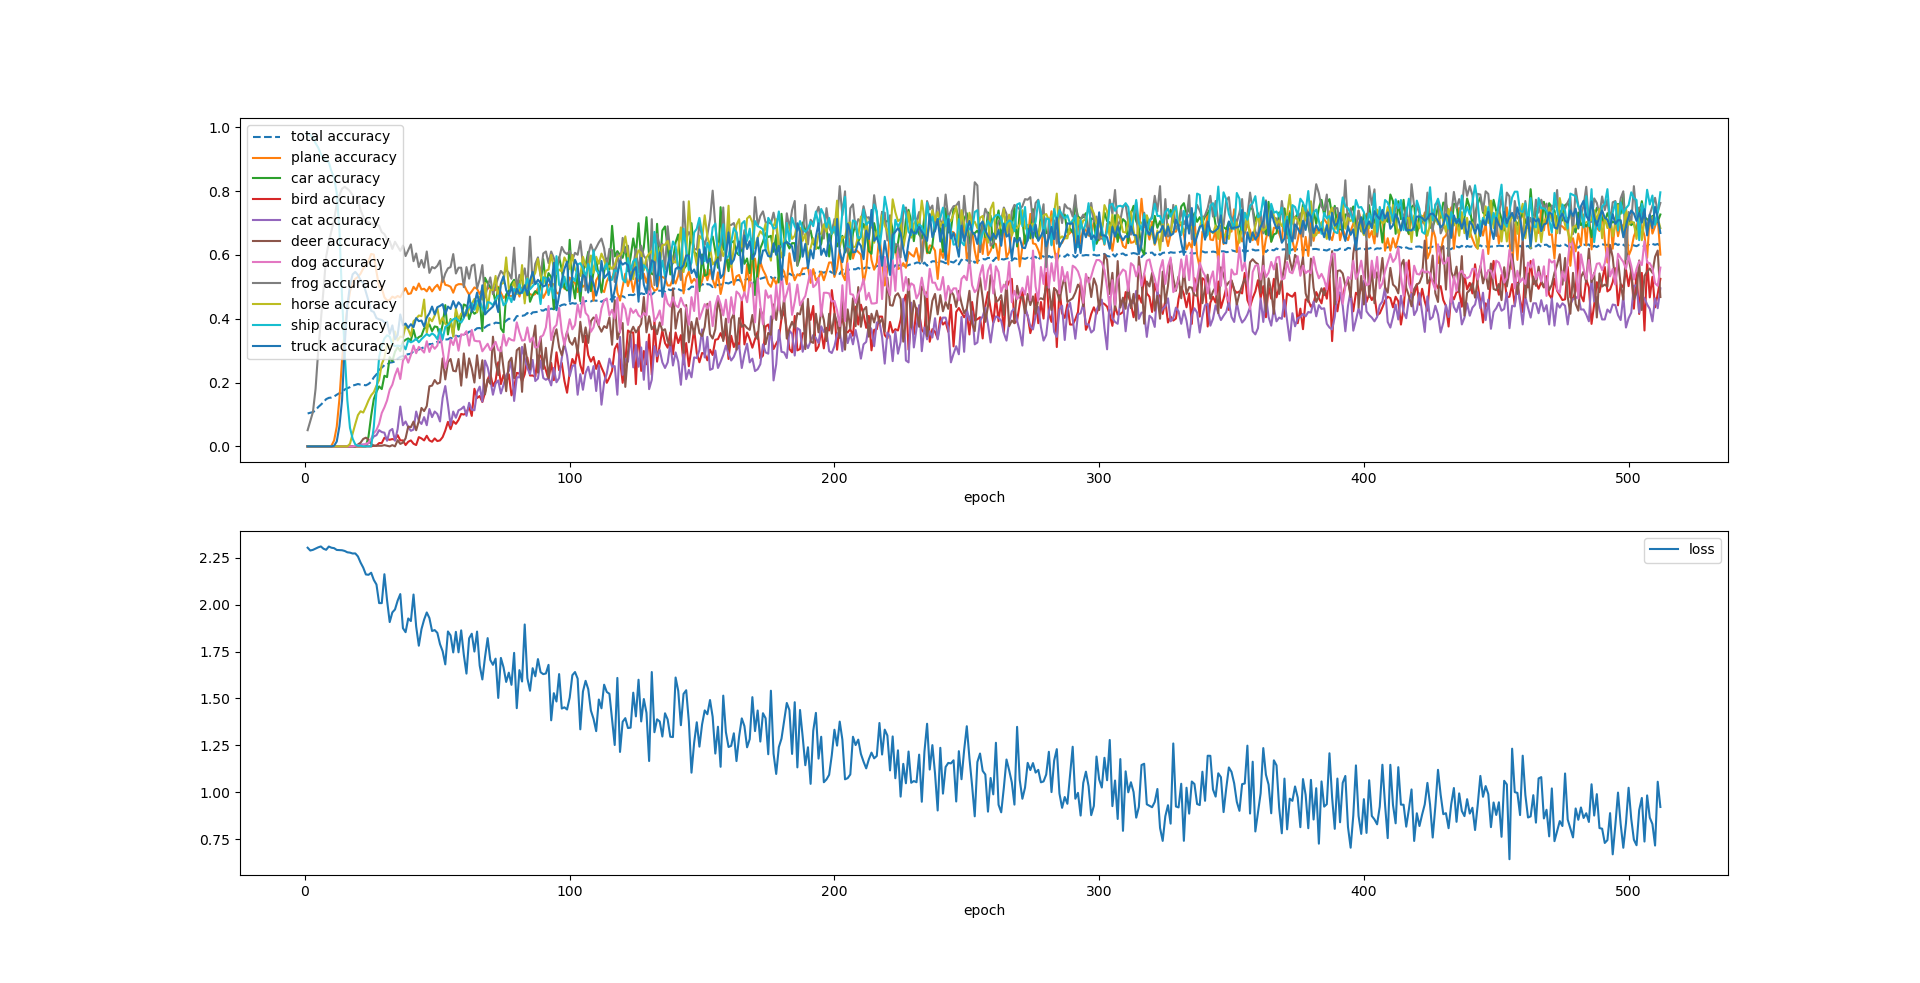 1.0
0.8
0.6
0.4
0.2
0.0
total accuracy
plane accuracy
car accuracy
bird accuracy
cat accuracy
deer accuracy
dog accuracy
frog accuracy
horse accuracy
ship accuracy
truck accuracy
0 100 200 300 400 500
epoch
2.25
2.00
1.75
1.50
1.25
1.00
0.75
loss
0 100 200 300 400 500
epoch